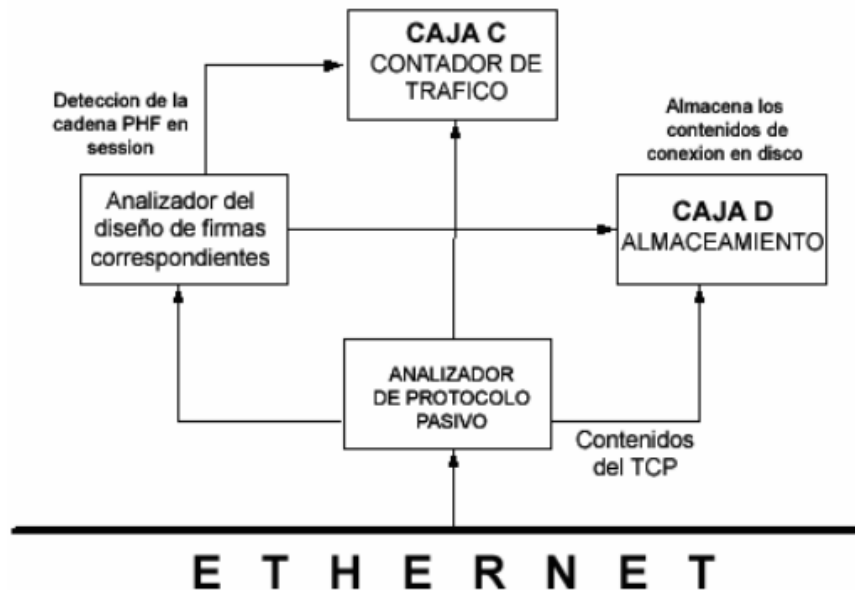 CAJA C
CONTADOR DE
TRAFICO
Deteccion de la
cadena PHF en
session
Almacena los
contenidos de
conexion en disco
Analizador del
diseño de firmas
correspondientes
CAJA D
ALMACEAMIENTO
ANALIZADOR
DE PROTOCOLO
PASIVO
Contenidos
del TCP
ETHERNET